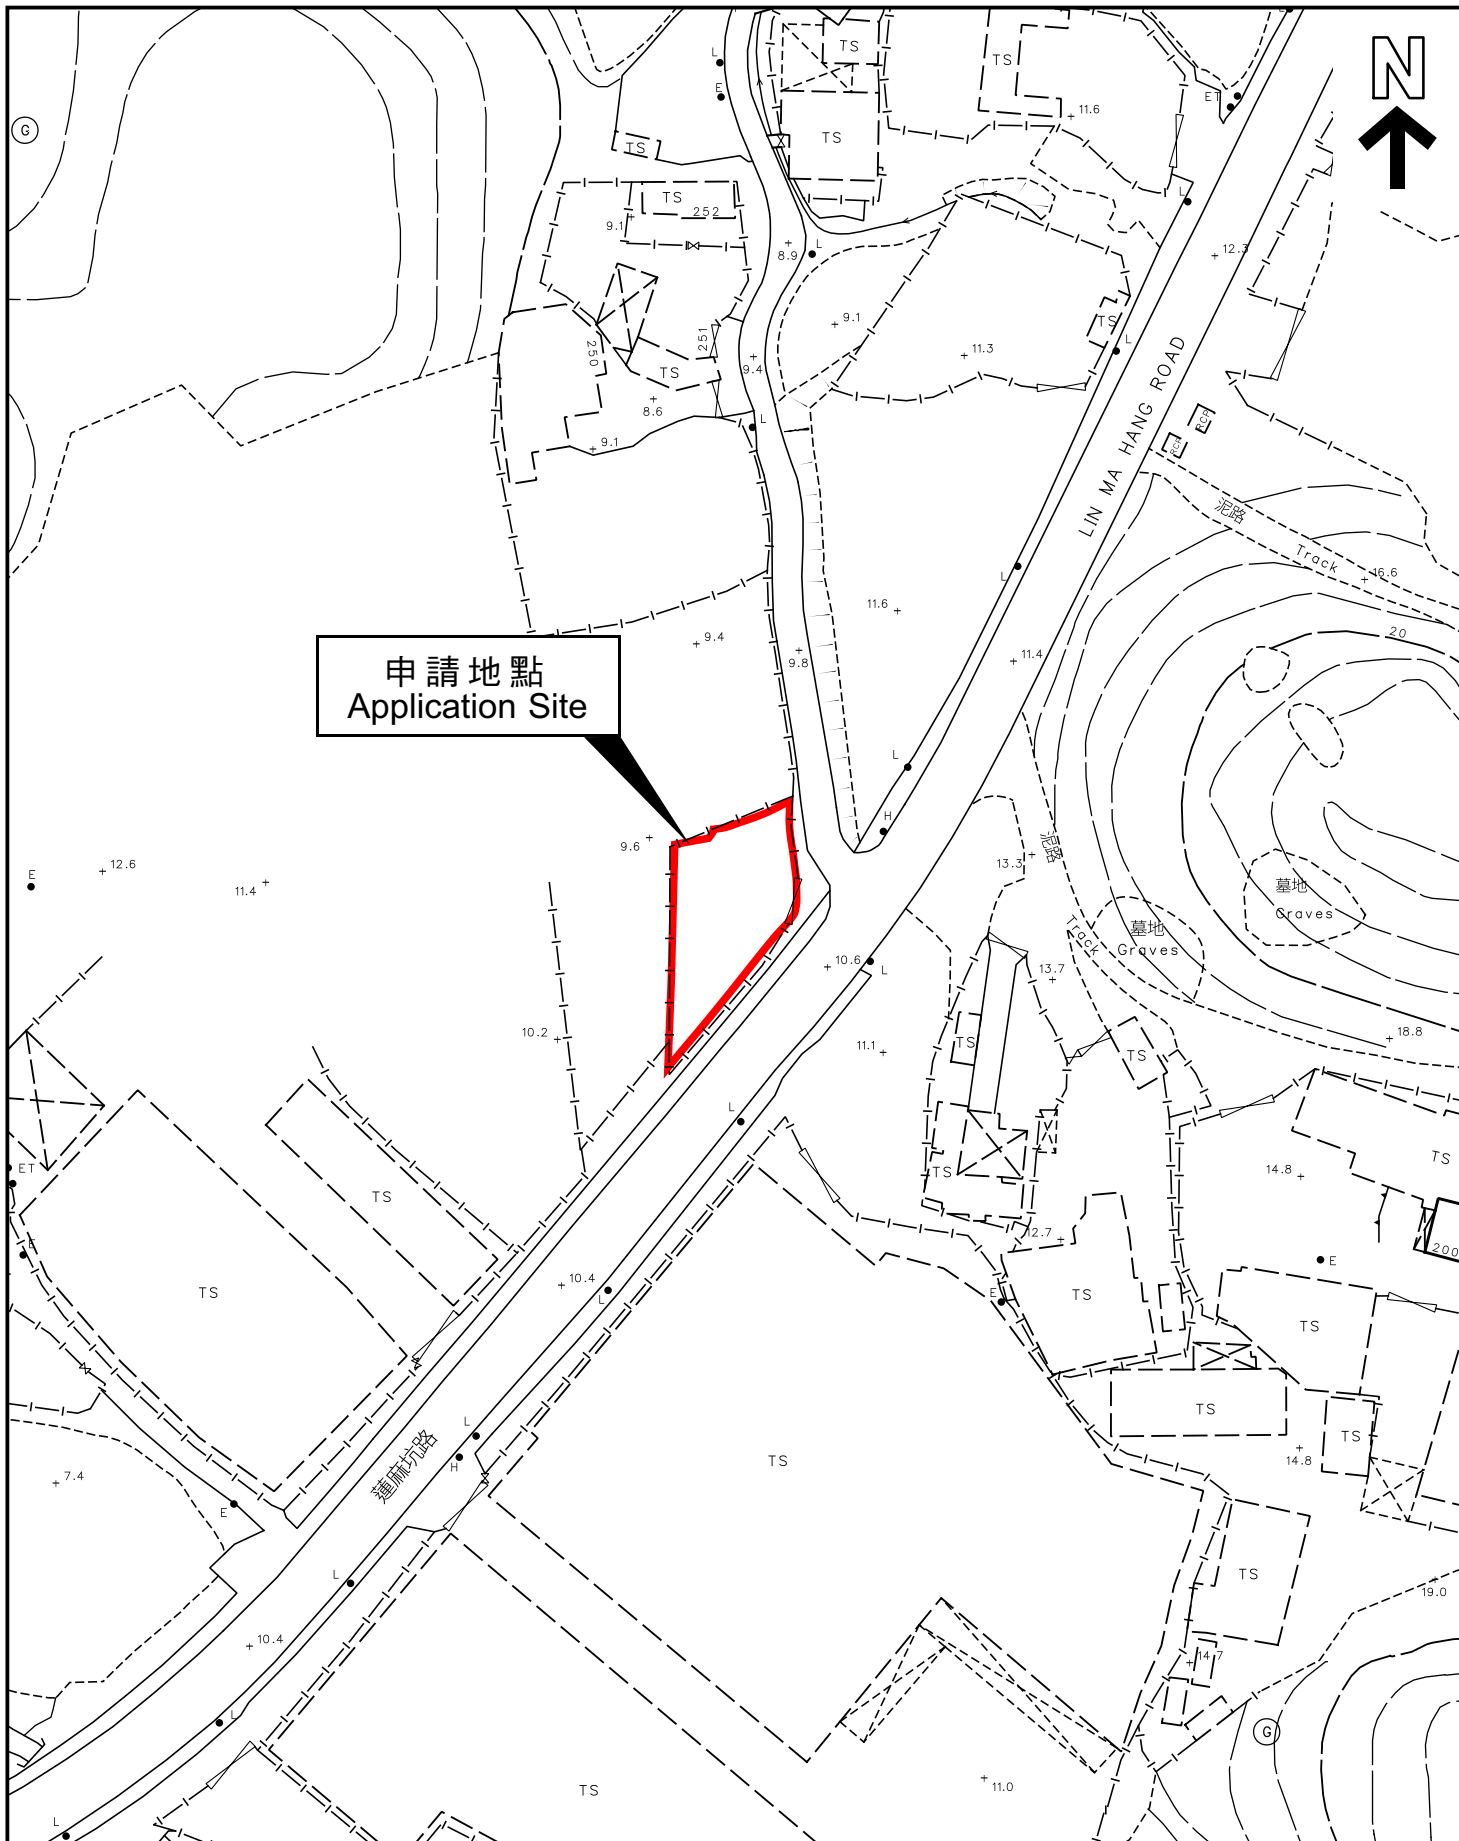 L
N
TS
TS
E
ET
G
11.6
TS
TS
TS
L
252
9.1
12.3
8.9
L
9.1
TS
250
251
11.3
L
9.4
TS
LIN MA HANG ROAD
8.6
L
RCP
9.1
RCP
泥路
Track
L
16.6
11.6
20
9.4
9.8
11.4
申請地點
Application Site
L
H
9.6
泥路
13.3
12.6
E
11.4
墓地
Graves
墓地
Graves
Track
10.6
L
13.7
10.2
11.1
TS
TS
18.8
L
TS
ET
TS
TS
14.8
E
12.7
200
E
10.4
TS
L
E
TS
TS
TS
L
TS
蓮麻坑路
H
TS
14.8
7.4
E
TS
L
19.0
10.4
14.7
L
G
11.0
TS
L